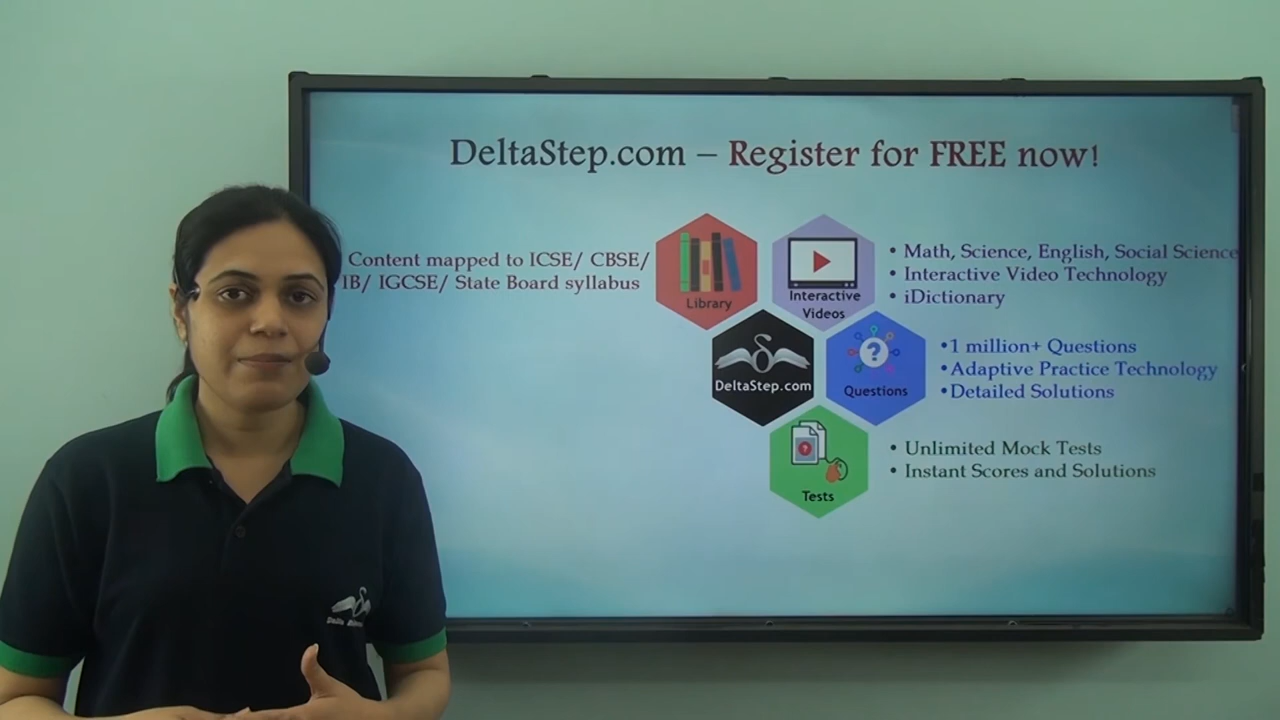 DeltaStep.com – Register for FREE now!
Content mapped to ICSE/ CBSE/
IB/ IGCSE/ State Board syllabus
Library
Interactive
Videos
• Math, Science, English, Social Science
• Interactive Video Technology
• iDictionary
DeltaStep.com
?
Questions
•1 million+ Questions
•Adaptive Practice Technology
•Detailed Solutions
?
Tests
• Unlimited Mock Tests
• Instant Scores and Solutions
Delta